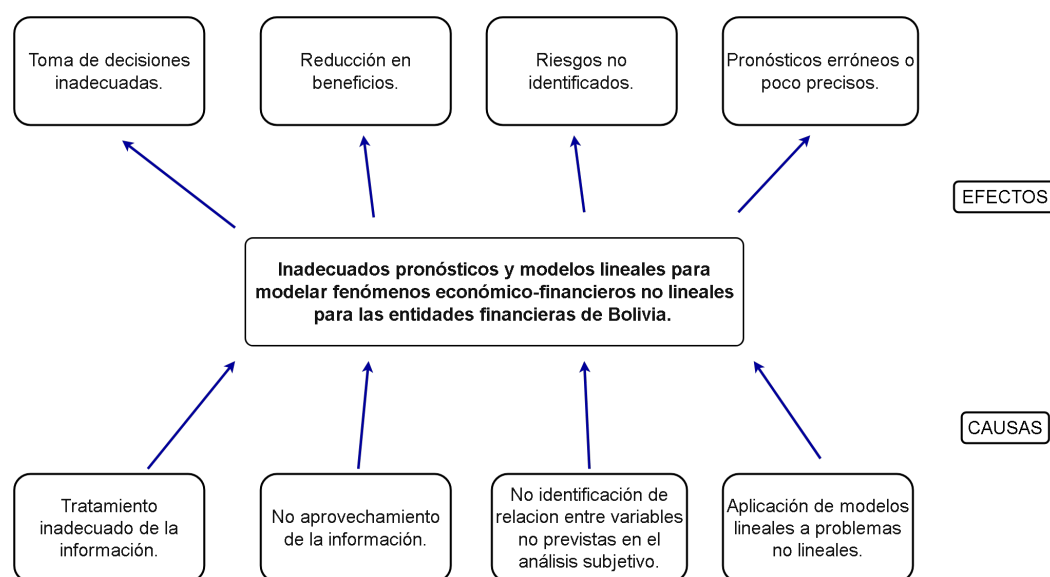 Toma de decisiones
inadecuadas.
Reducción en
beneficios.
Riesgos no
identificados.
Pronósticos erróneos o
poco precisos.
EFECTOS
Inadecuados pronósticos y modelos lineales para
modelar fenómenos económico-financieros no lineales
para las entidades financieras de Bolivia.
CAUSAS
Tratamiento
inadecuado de la
información.
No aprovechamiento
de la información.
No identificación de
relacion entre variables
no previstas en el
análisis subjetivo.
Aplicación de modelos
lineales a problemas
no lineales.